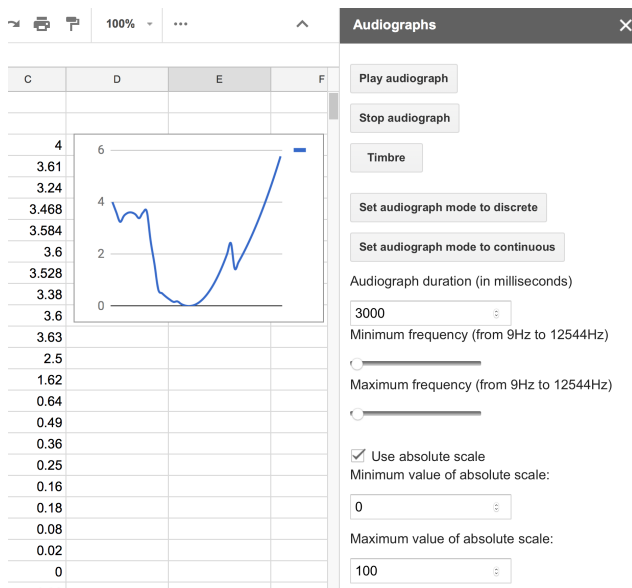 100%
Audiographs
C D E F
Play audiograph
Stop audiograph
Timbre
Set audiograph mode to discrete
Set audiograph mode to continuous
Audiograph duration (in milliseconds)
3000
Minimum frequency (from 9Hz to 12544Hz)
Maximum frequency (from 9Hz to 12544Hz)
Use absolute scale
Minimum value of absolute scale:
0
Maximum value of absolute scale:
100
4
3.61
3.24
3.468
3.584
3.6
3.528
3.38
3.6
3.63
2.5
1.62
0.64
0.49
0.36
0.25
0.16
0.18
0.08
0.02
0
6
4
2
0